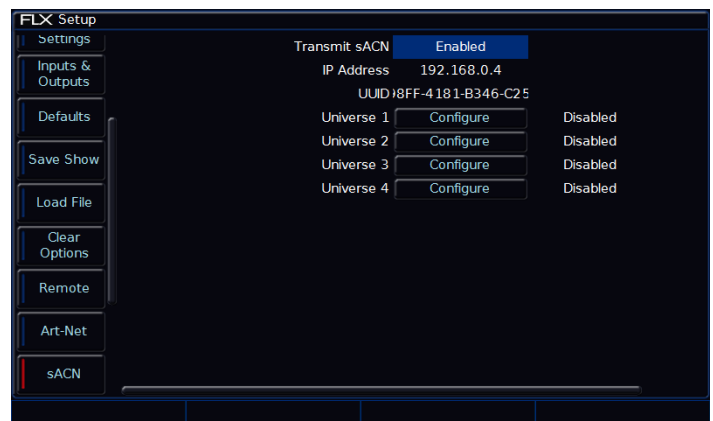 FLX Setup
Settings
Inputs &
Outputs
Defaults
Save Show
Load File
Clear
Options
Remote
Art-Net
sACN
Transmit sACN Enabled
IP Address 192.168.0.4
UUID 8FF-4181-B346-C25
Universe 1 Configure Disabled
Universe 2 Configure Disabled
Universe 3 Configure Disabled
Universe 4 Configure Disabled